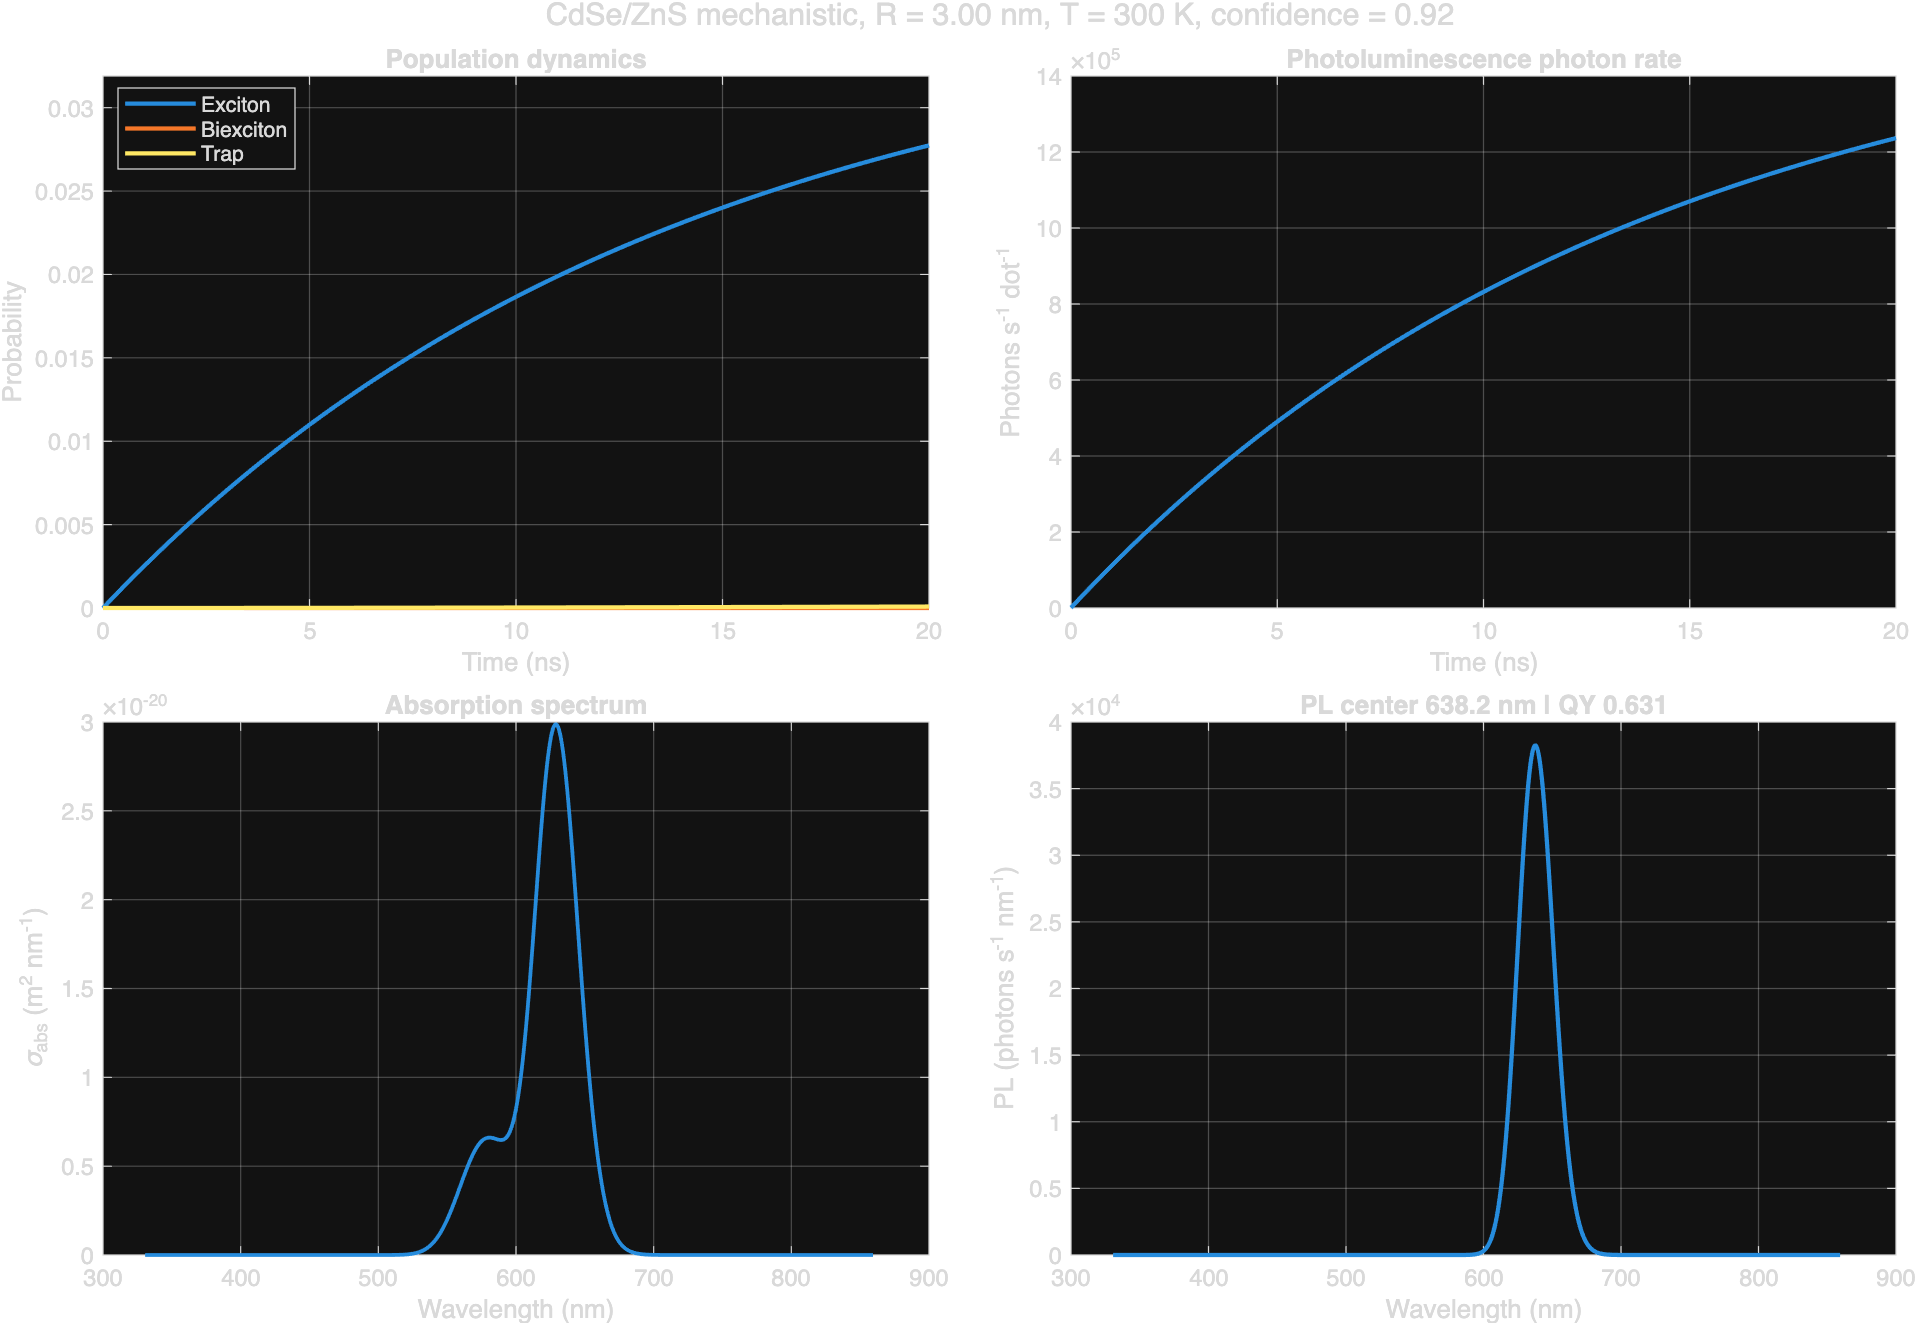 CdSe/ZnS mechanistic, R = 3.00 nm, T = 300 K, confidence = 0.92
Population dynamics
Exciton
Biexciton
Trap
0.03
0.025
0.02
0.015
0.01
0.005
0
Probability
0 5 10 15 20
Time (ns)
Photoluminescence photon rate
×10⁵
14
12
10
8
6
4
2
0
Photons s⁻¹ dot⁻¹
0 5 10 15 20
Time (ns)
Absorption spectrum
×10⁻²⁰
3
2.5
2
1.5
1
0.5
0
σabs (m² nm⁻¹)
300 400 500 600 700 800 900
Wavelength (nm)
PL center 638.2 nm | QY 0.631
×10⁴
4
3.5
3
2.5
2
1.5
1
0.5
0
PL (photons s⁻¹ nm⁻¹)
300 400 500 600 700 800 900
Wavelength (nm)